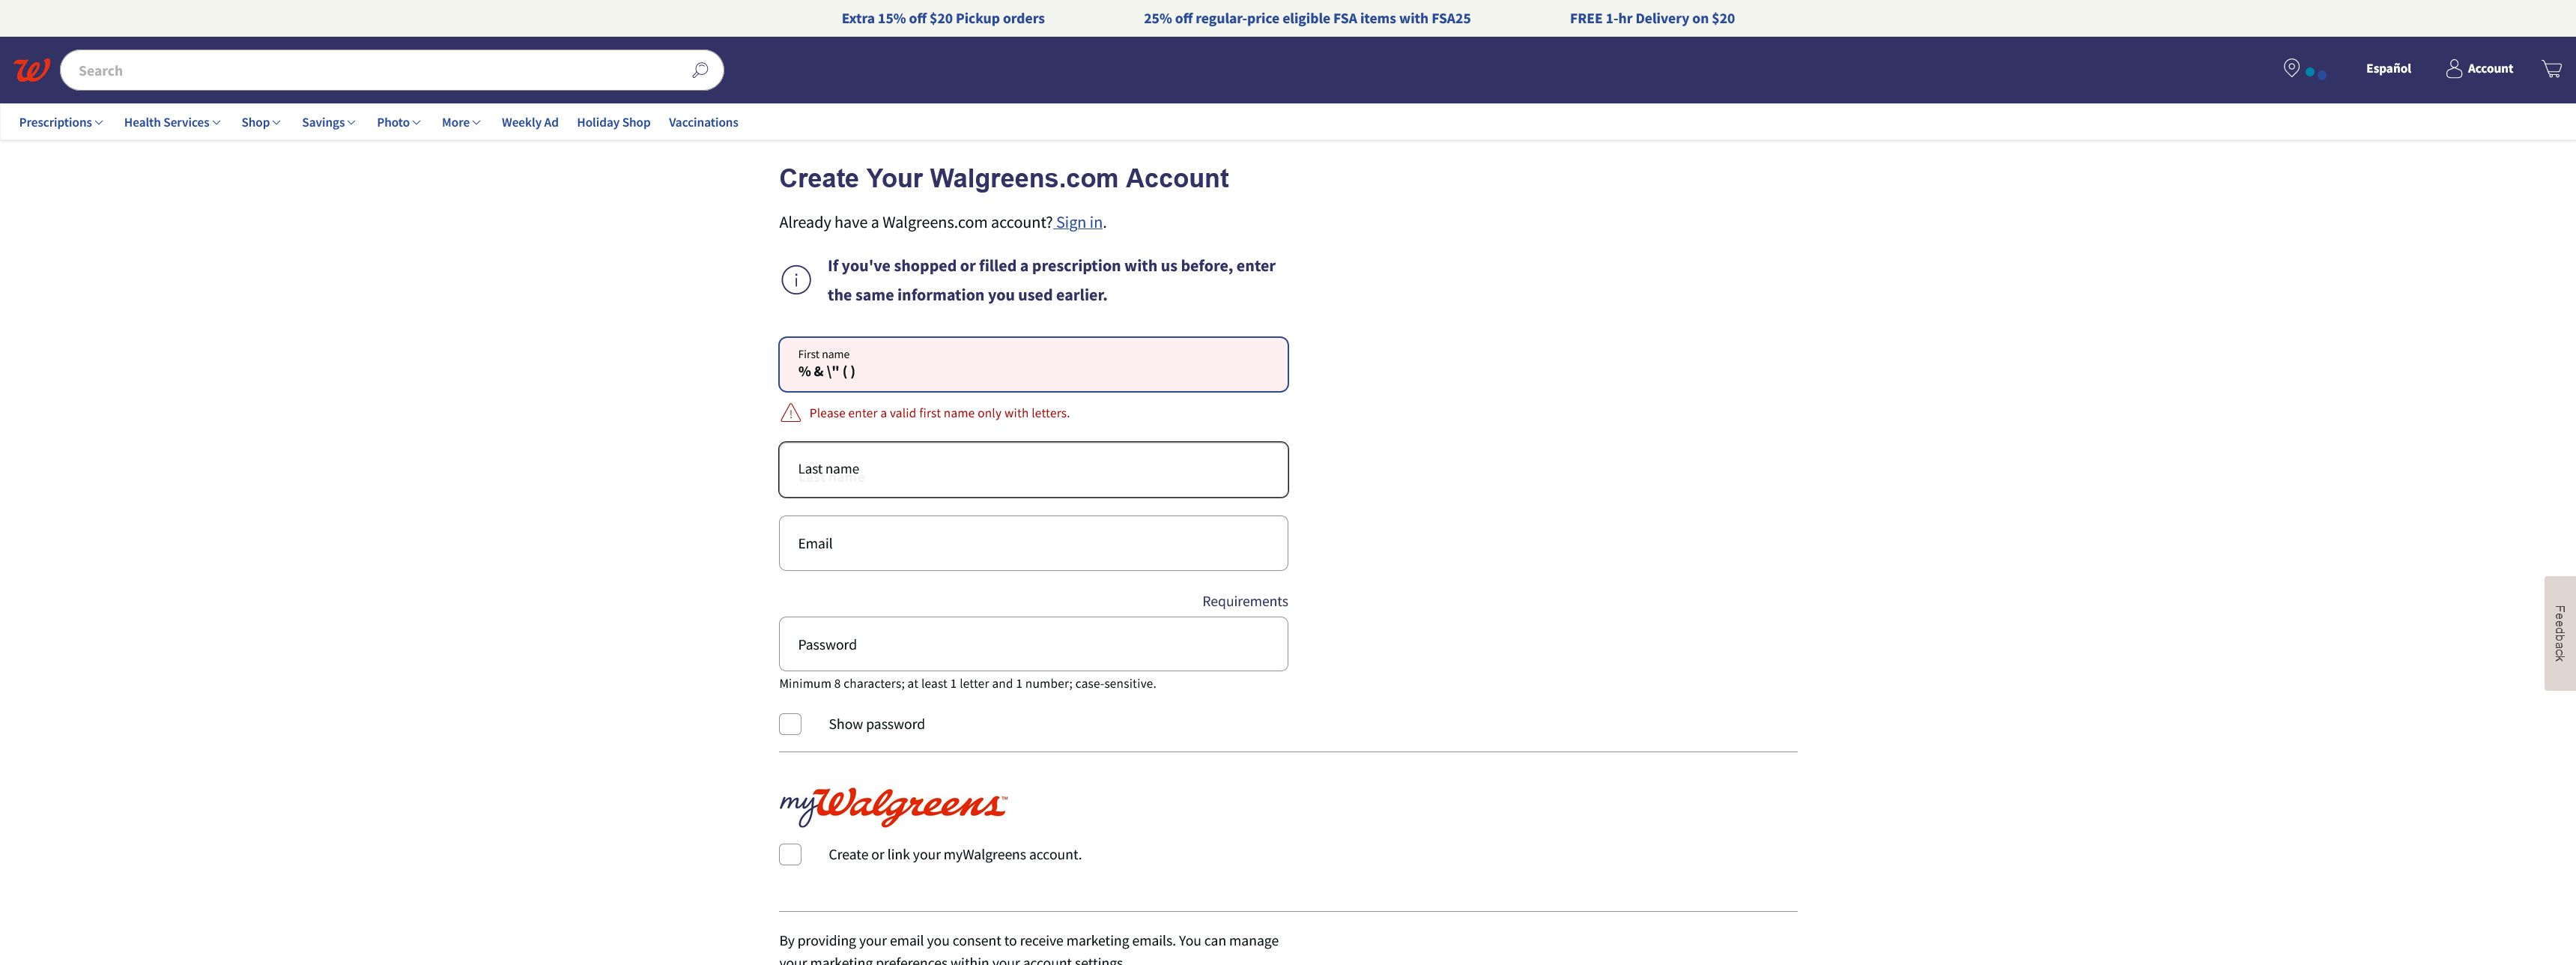 Extra 15% off $20 Pickup orders
25% off regular-price eligible FSA items with FSA25
FREE 1-hr Delivery on $20
W
Search
Español
Account
Prescriptions
Health Services
Shop
Savings
Photo
More
Weekly Ad
Holiday Shop
Vaccinations
Create Your Walgreens.com Account
Already have a Walgreens.com account? Sign in.
If you've shopped or filled a prescription with us before, enter
the same information you used earlier.
First name
% & \" ( )
Please enter a valid first name only with letters.
Last name
Last name
Email
Requirements
Password
Minimum 8 characters; at least 1 letter and 1 number; case-sensitive.
Show password
myWalgreens™
Create or link your myWalgreens account.
By providing your email you consent to receive marketing emails. You can manage
your marketing preferences within your account settings.
Feedback